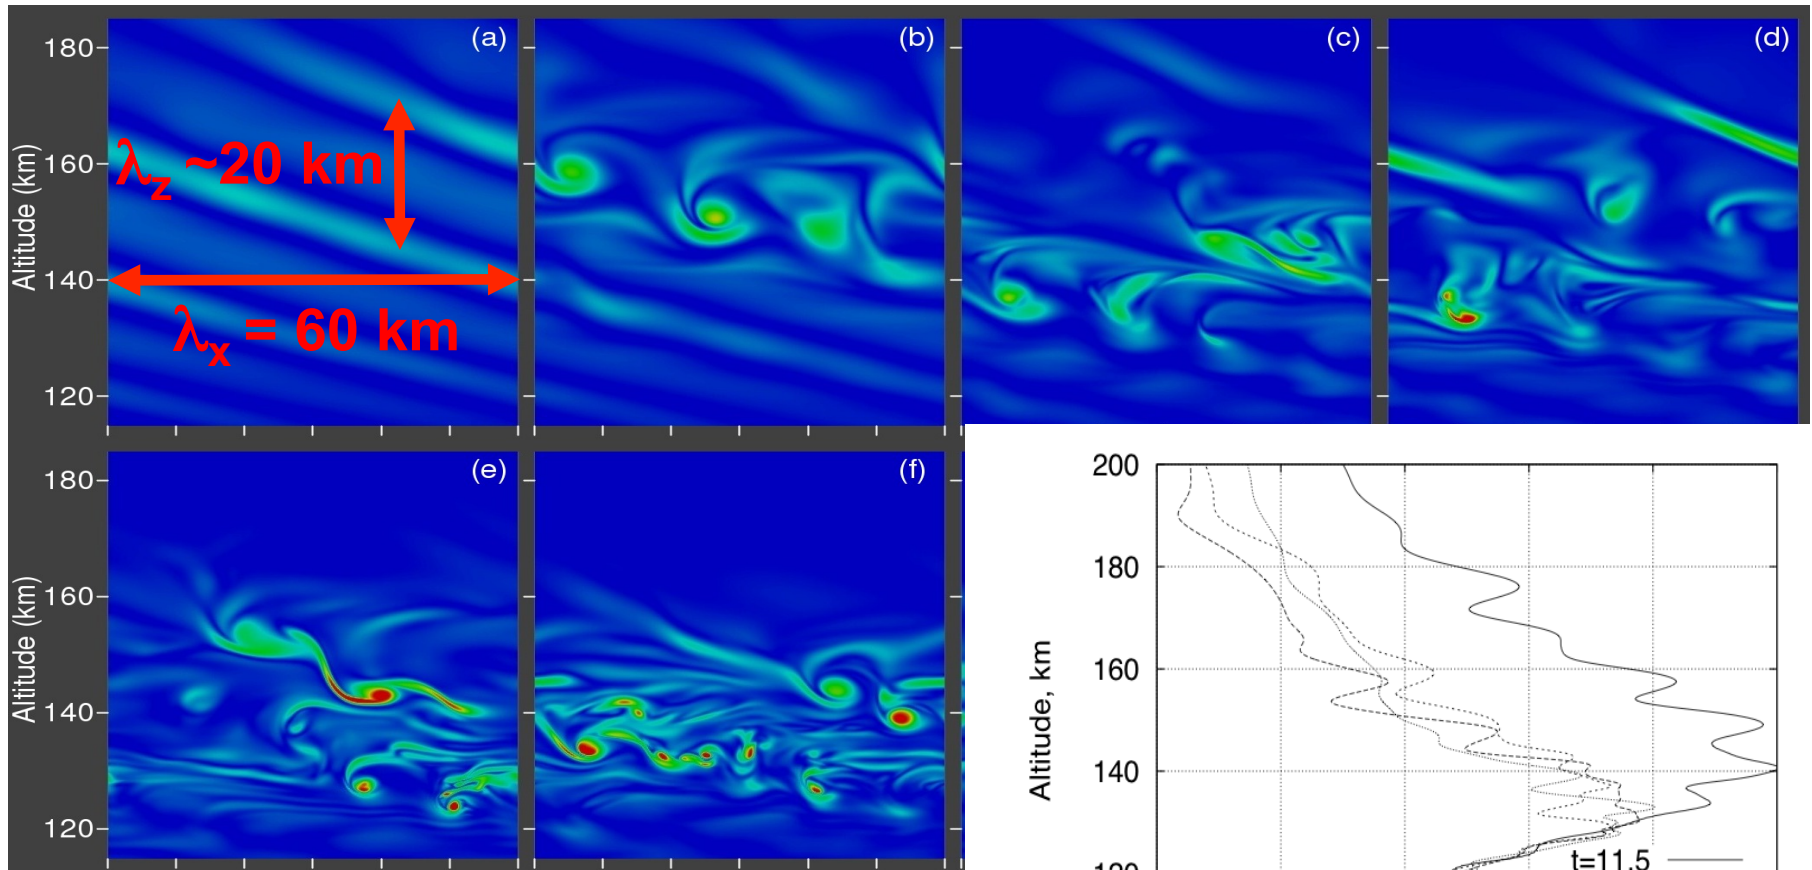 (a)
(b)
(c)
(d)
180
160
140
120
Altitude (km)
λz ~20 km
λx = 60 km
(e)
(f)
180
160
140
120
Altitude (km)
200
180
160
140
120
Altitude, km
t=11.5